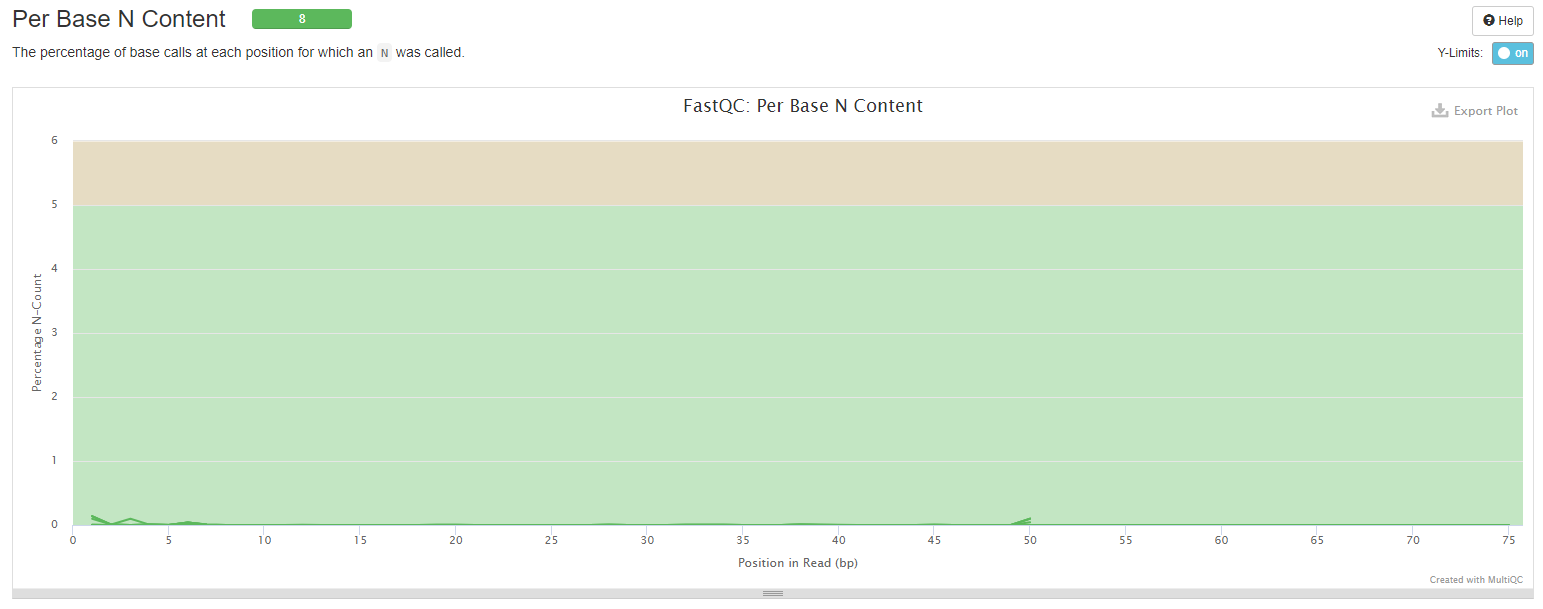 Per Base N Content 8
Help
The percentage of base calls at each position for which an N was called.
Y-Limits: on
FastQC: Per Base N Content
Export Plot
6
5
4
3
2
1
0
Percentage N-Count
0 5 10 15 20 25 30 35 40 45 50 55 60 65 70 75
Position in Read (bp)
Created with MultiQC